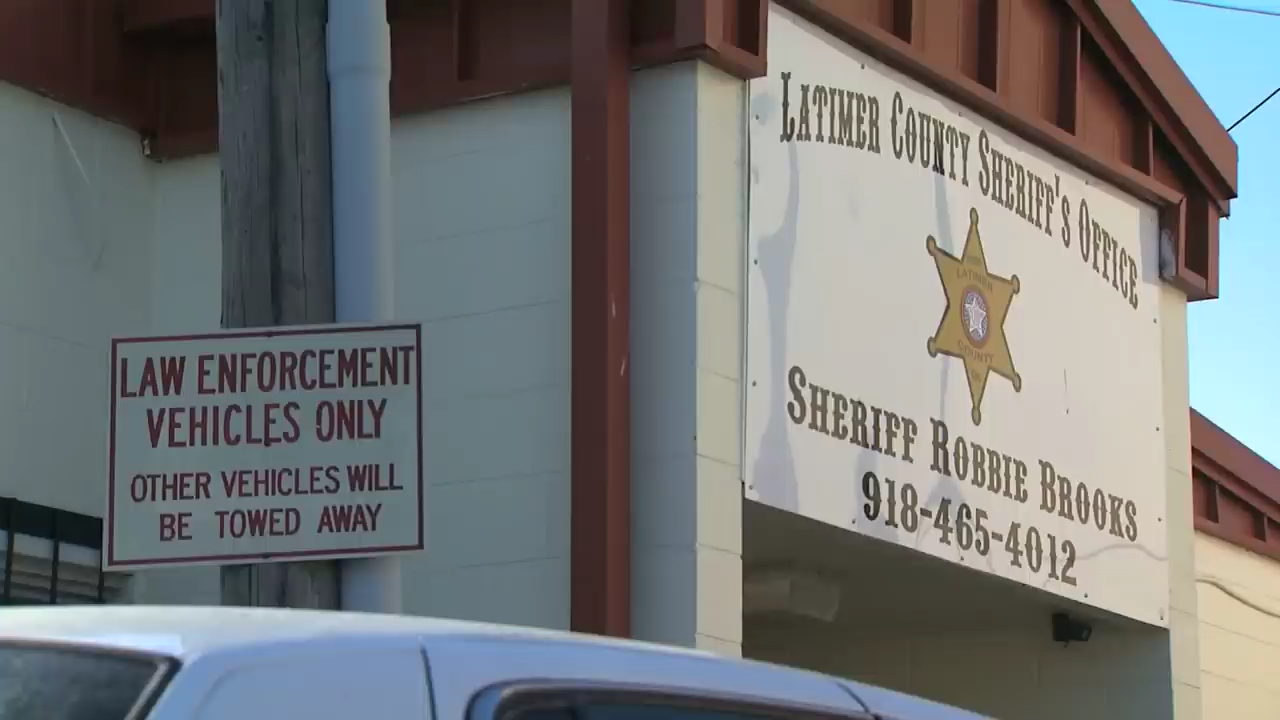 LAW ENFORCEMENT
VEHICLES ONLY
OTHER VEHICLES WILL
BE TOWED AWAY
LATIMER COUNTY SHERIFF'S OFFICE
LATIMER
COUNTY
SHERIFF ROBBIE BROOKS
918-465-4012